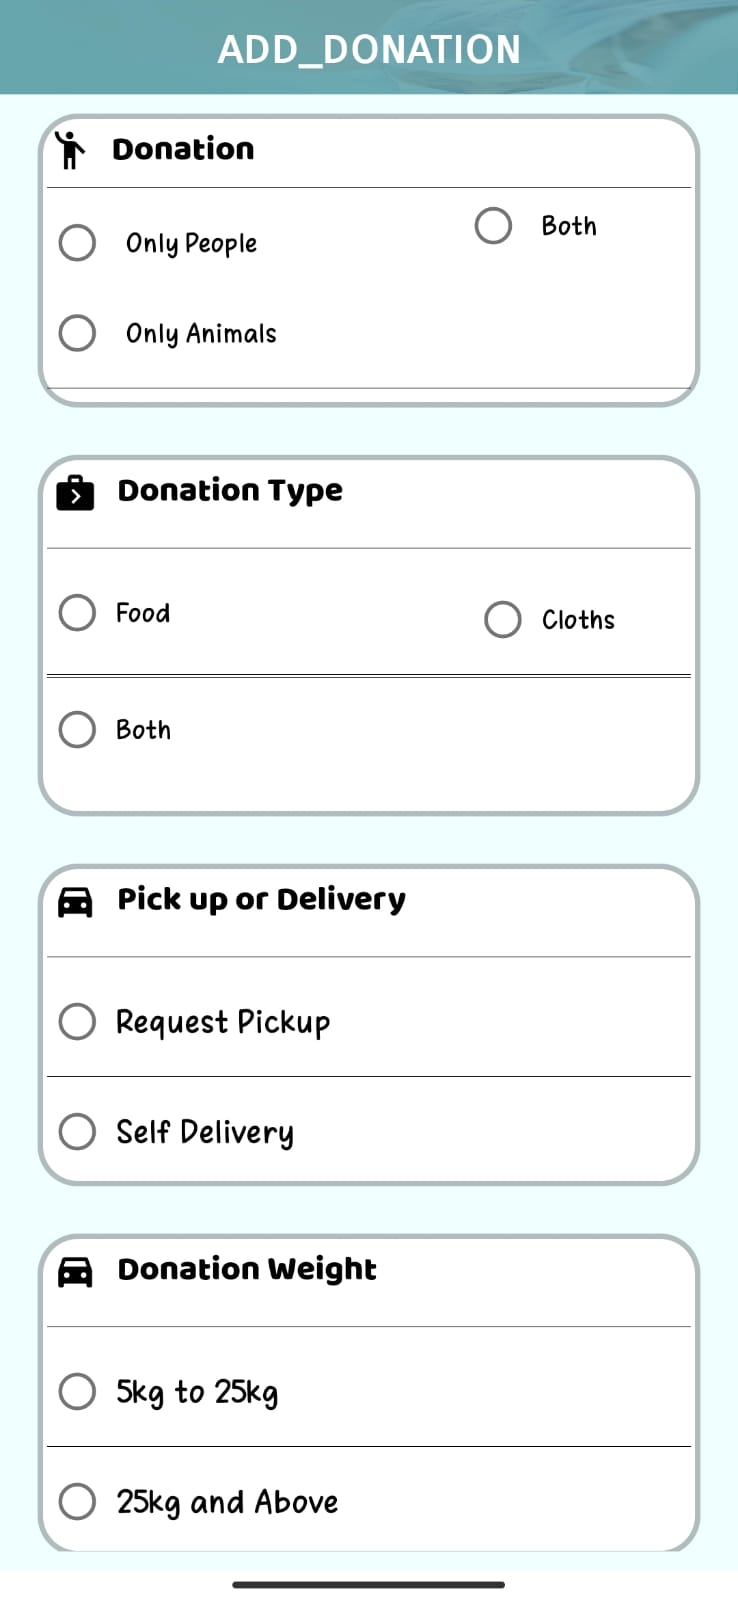 ADD_DONATION
Donation
Only People
Both
Only Animals
Donation Type
Food
Cloths
Both
Pick up or Delivery
Request Pickup
Self Delivery
Donation Weight
5kg to 25kg
25kg and Above